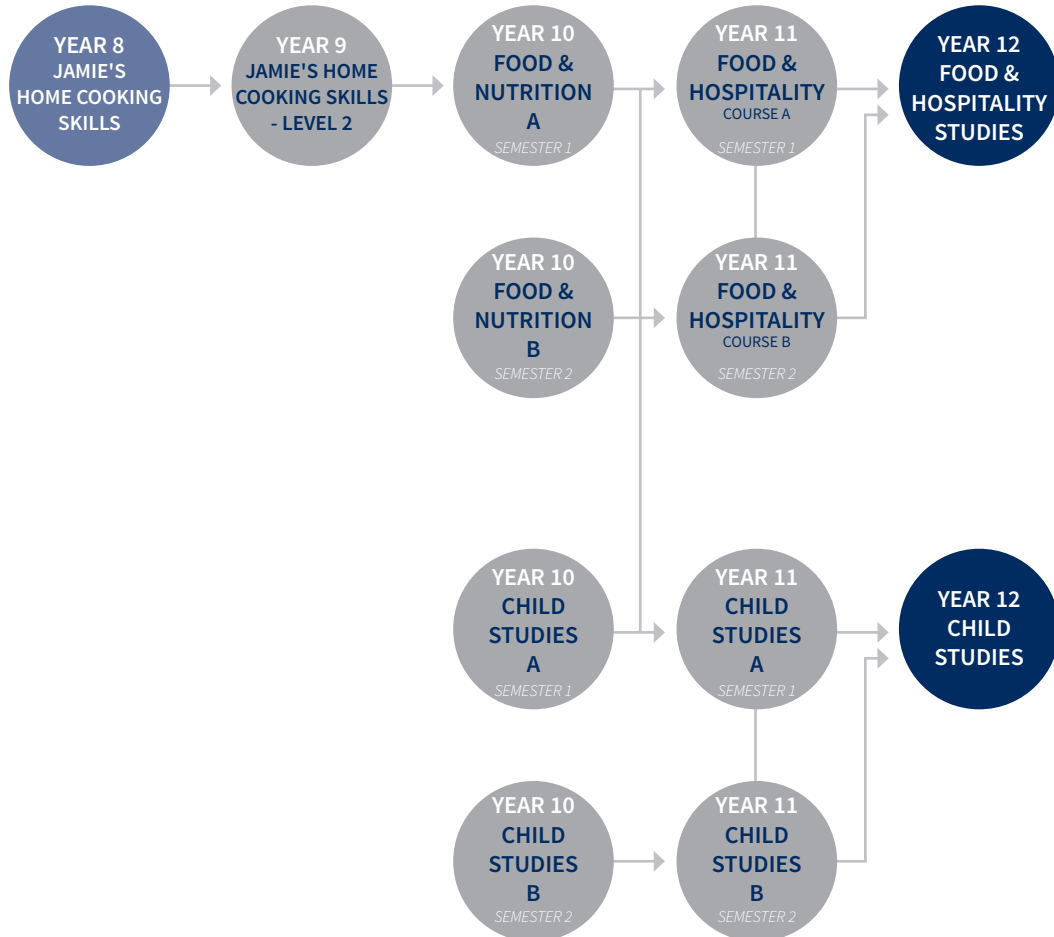 YEAR 8
JAMIE'S
HOME COOKING
SKILLS
YEAR 9
JAMIE'S HOME
COOKING SKILLS
- LEVEL 2
YEAR 10
FOOD &
NUTRITION
A
SEMESTER 1
YEAR 11
FOOD &
HOSPITALITY
COURSE A
SEMESTER 1
YEAR 12
FOOD &
HOSPITALITY
STUDIES
YEAR 10
FOOD &
NUTRITION
B
SEMESTER 2
YEAR 11
FOOD &
HOSPITALITY
COURSE B
SEMESTER 2
YEAR 10
CHILD
STUDIES
A
SEMESTER 1
YEAR 11
CHILD
STUDIES
A
SEMESTER 1
YEAR 12
CHILD
STUDIES
YEAR 10
CHILD
STUDIES
B
SEMESTER 2
YEAR 11
CHILD
STUDIES
B
SEMESTER 2